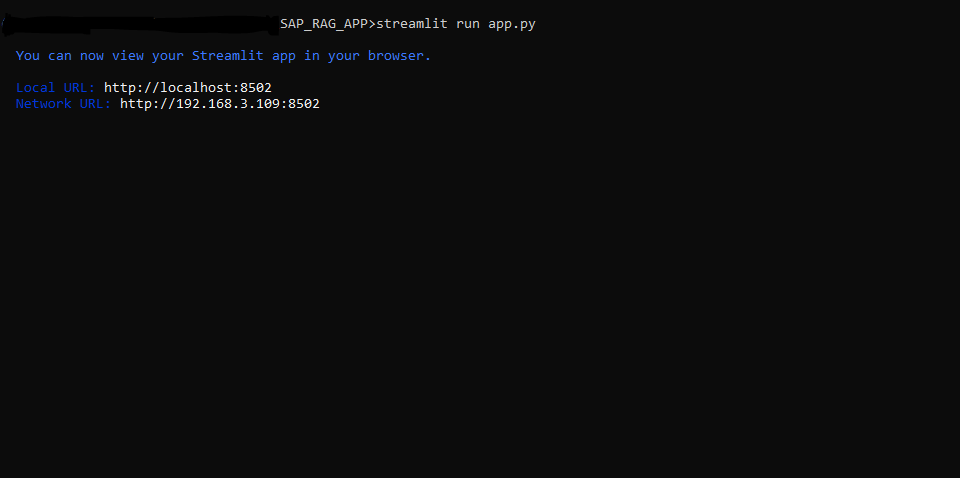 SAP_RAG_APP>streamlit run app.py
You can now view your Streamlit app in your browser.
Local URL: http://localhost:8502
Network URL: http://192.168.3.109:8502